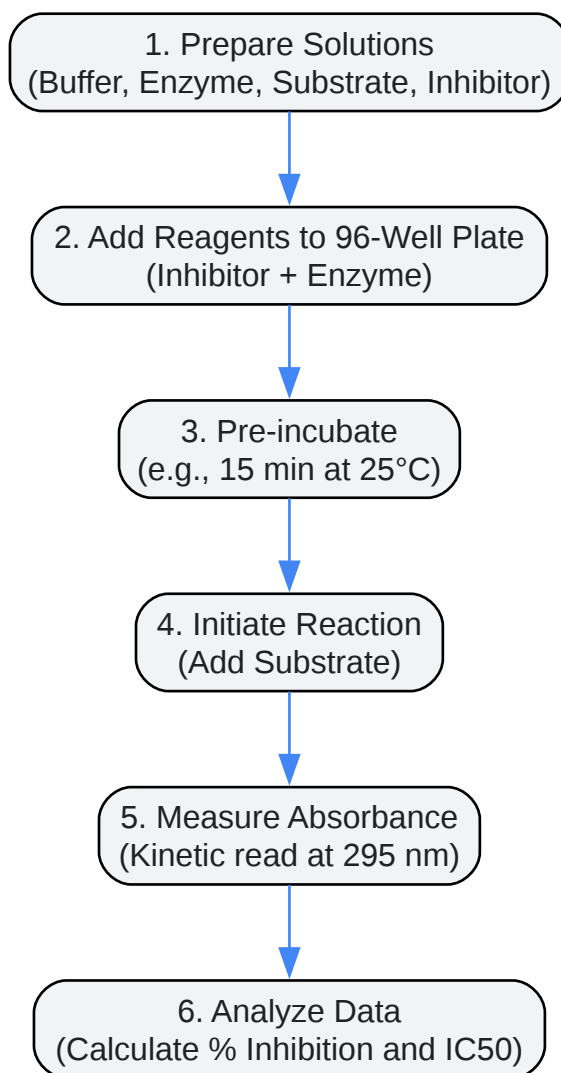 1. Prepare Solutions
(Buffer, Enzyme, Substrate, Inhibitor)
2. Add Reagents to 96-Well Plate
(Inhibitor + Enzyme)
3. Pre-incubate
(e.g., 15 min at 25°C)
4. Initiate Reaction
(Add Substrate)
5. Measure Absorbance
(Kinetic read at 295 nm)
6. Analyze Data
(Calculate % Inhibition and IC50)